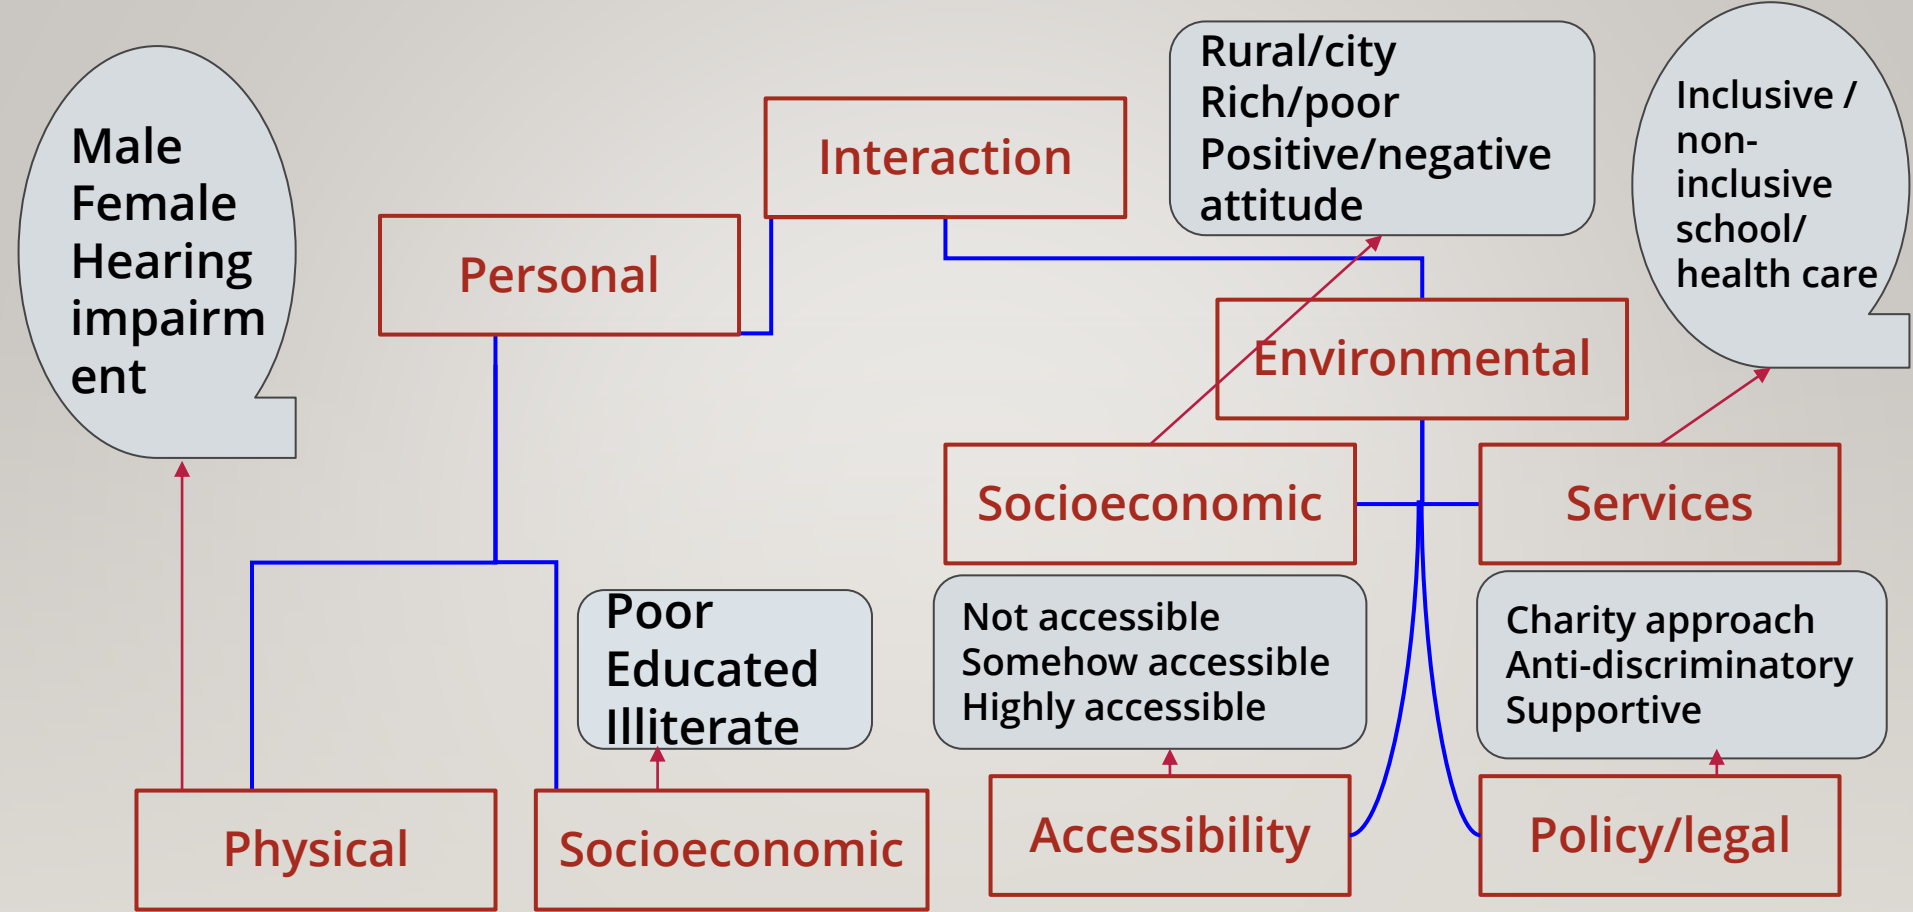 Male
Female
Hearing
impairm
ent
Interaction
Personal
Rural/city
Rich/poor
Positive/negative
attitude
Inclusive /
non-
inclusive
school/
health care
Environmental
Socioeconomic
Services
Poor
Educated
Illiterate
Not accessible
Somehow accessible
Highly accessible
Charity approach
Anti-discriminatory
Supportive
Physical
Socioeconomic
Accessibility
Policy/legal